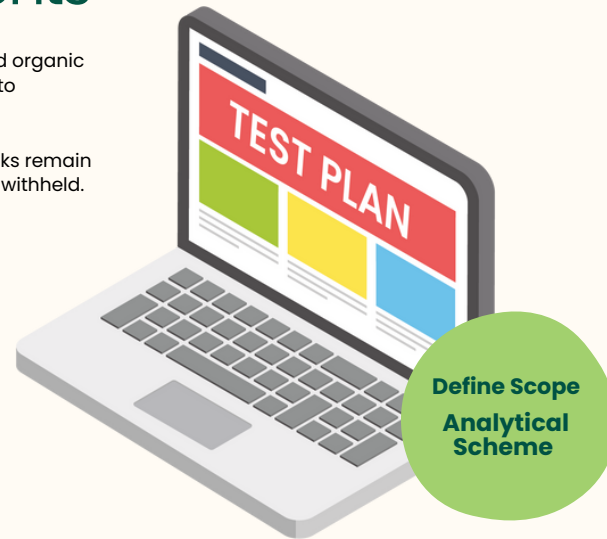 d organic
to
ks remain
withheld.
TEST PLAN
Define Scope
Analytical
Scheme